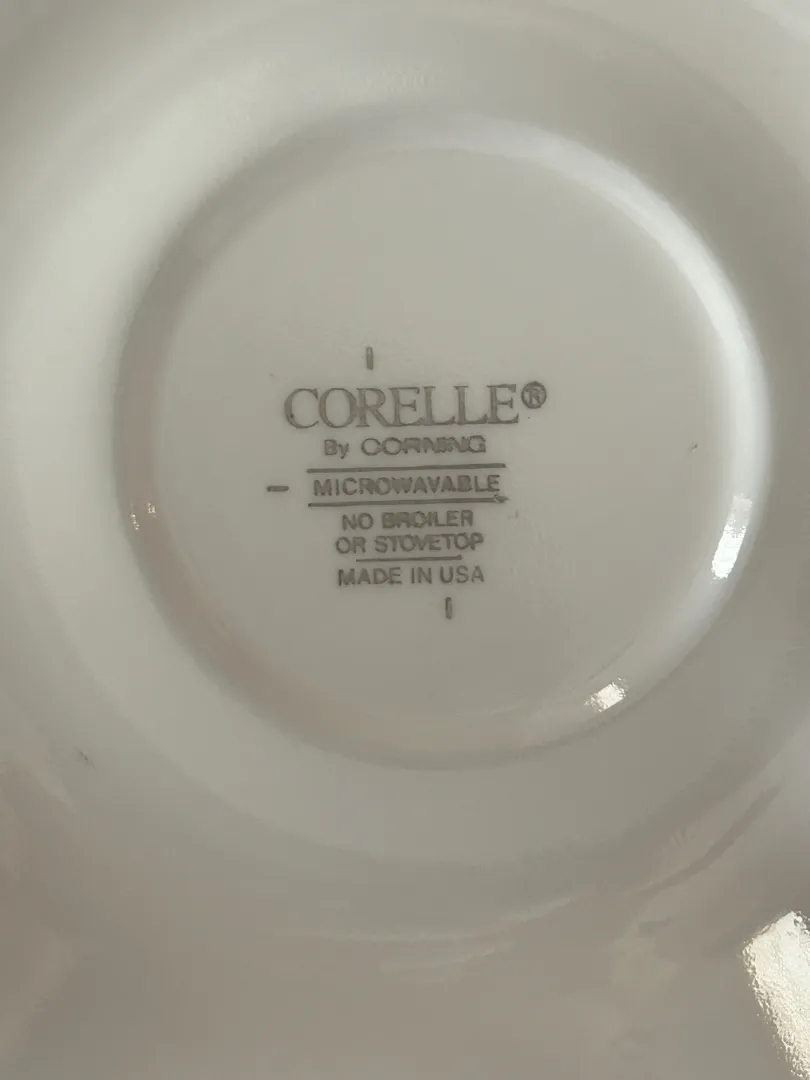 CORELLE®
By CORNING
MICROWAVABLE
NO BROILER
OR STOVETOP
MADE IN USA